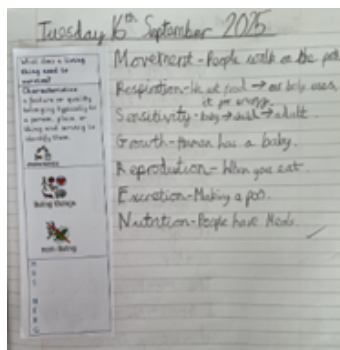 Tuesday 16th September 2025
What does a living
thing need to
survive?
Characteristics
a feature or quality
belonging typically to
a person, place, or
thing and serving to
identify them.
living things
non-living
M
R
S
N
E
R
G
Movement - People walk on the
Respiration - We eat food → our body uses
it for energy.
Sensitivity - baby → child → adult.
Growth - Human has a baby.
Reproduction - When you eat.
Excretion - Making a poo.
Nutrition - People have Meals.